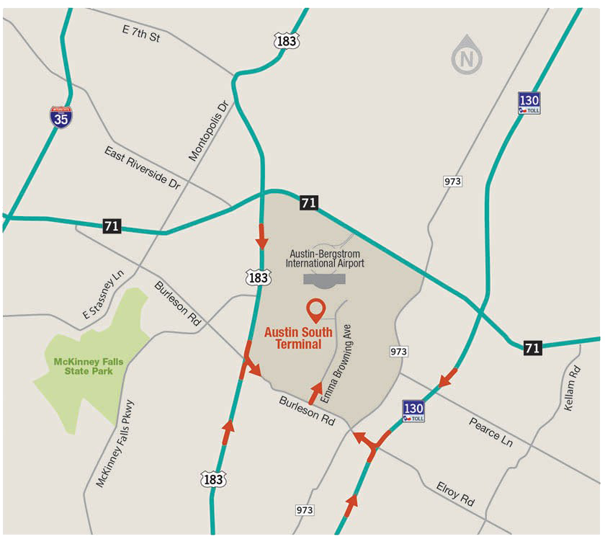 E 7th St
183
N
130
TOLL
INTERSTATE
35
Montopolis Dr
East Riverside Dr
973
71
71
Austin-Bergstrom
International Airport
183
E Stassney Ln
Burleson Rd
Austin South
Terminal
Emma Browning Ave
71
973
McKinney Falls
State Park
Kellam Rd
Burleson Rd
130
TOLL
Pearce Ln
McKinney Falls Pkwy
183
Elroy Rd
973